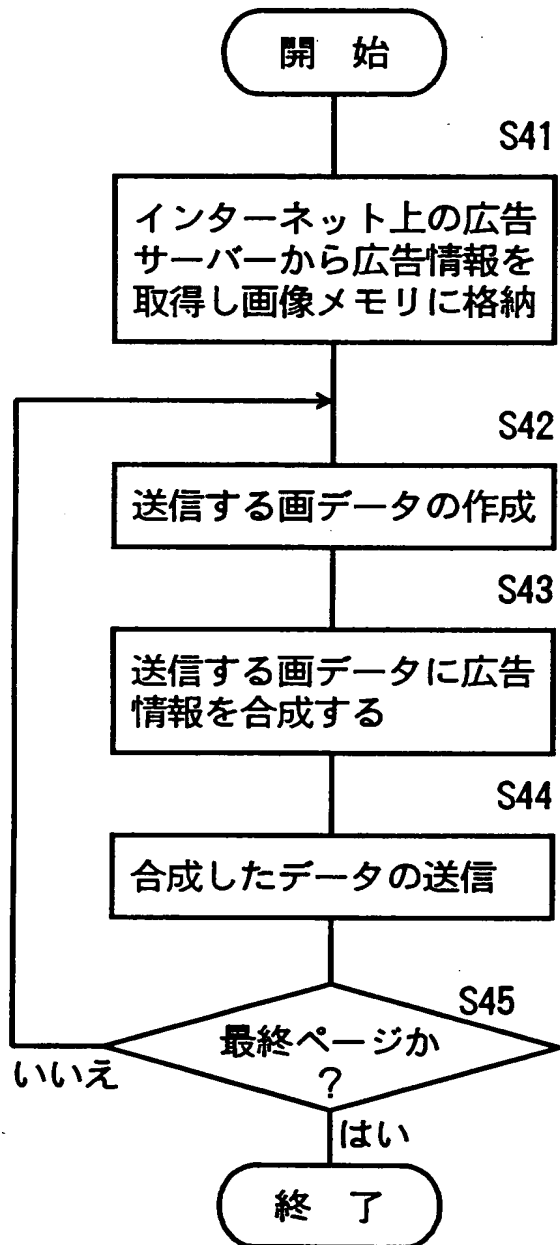 開 始
S41
インターネット上の広告
サーバーから広告情報を
取得し画像メモリに格納
S42
送信する画データの作成
S43
送信する画データに広告
情報を合成する
S44
合成したデータの送信
S45
最終ページか
?
いいえ
はい
終 了